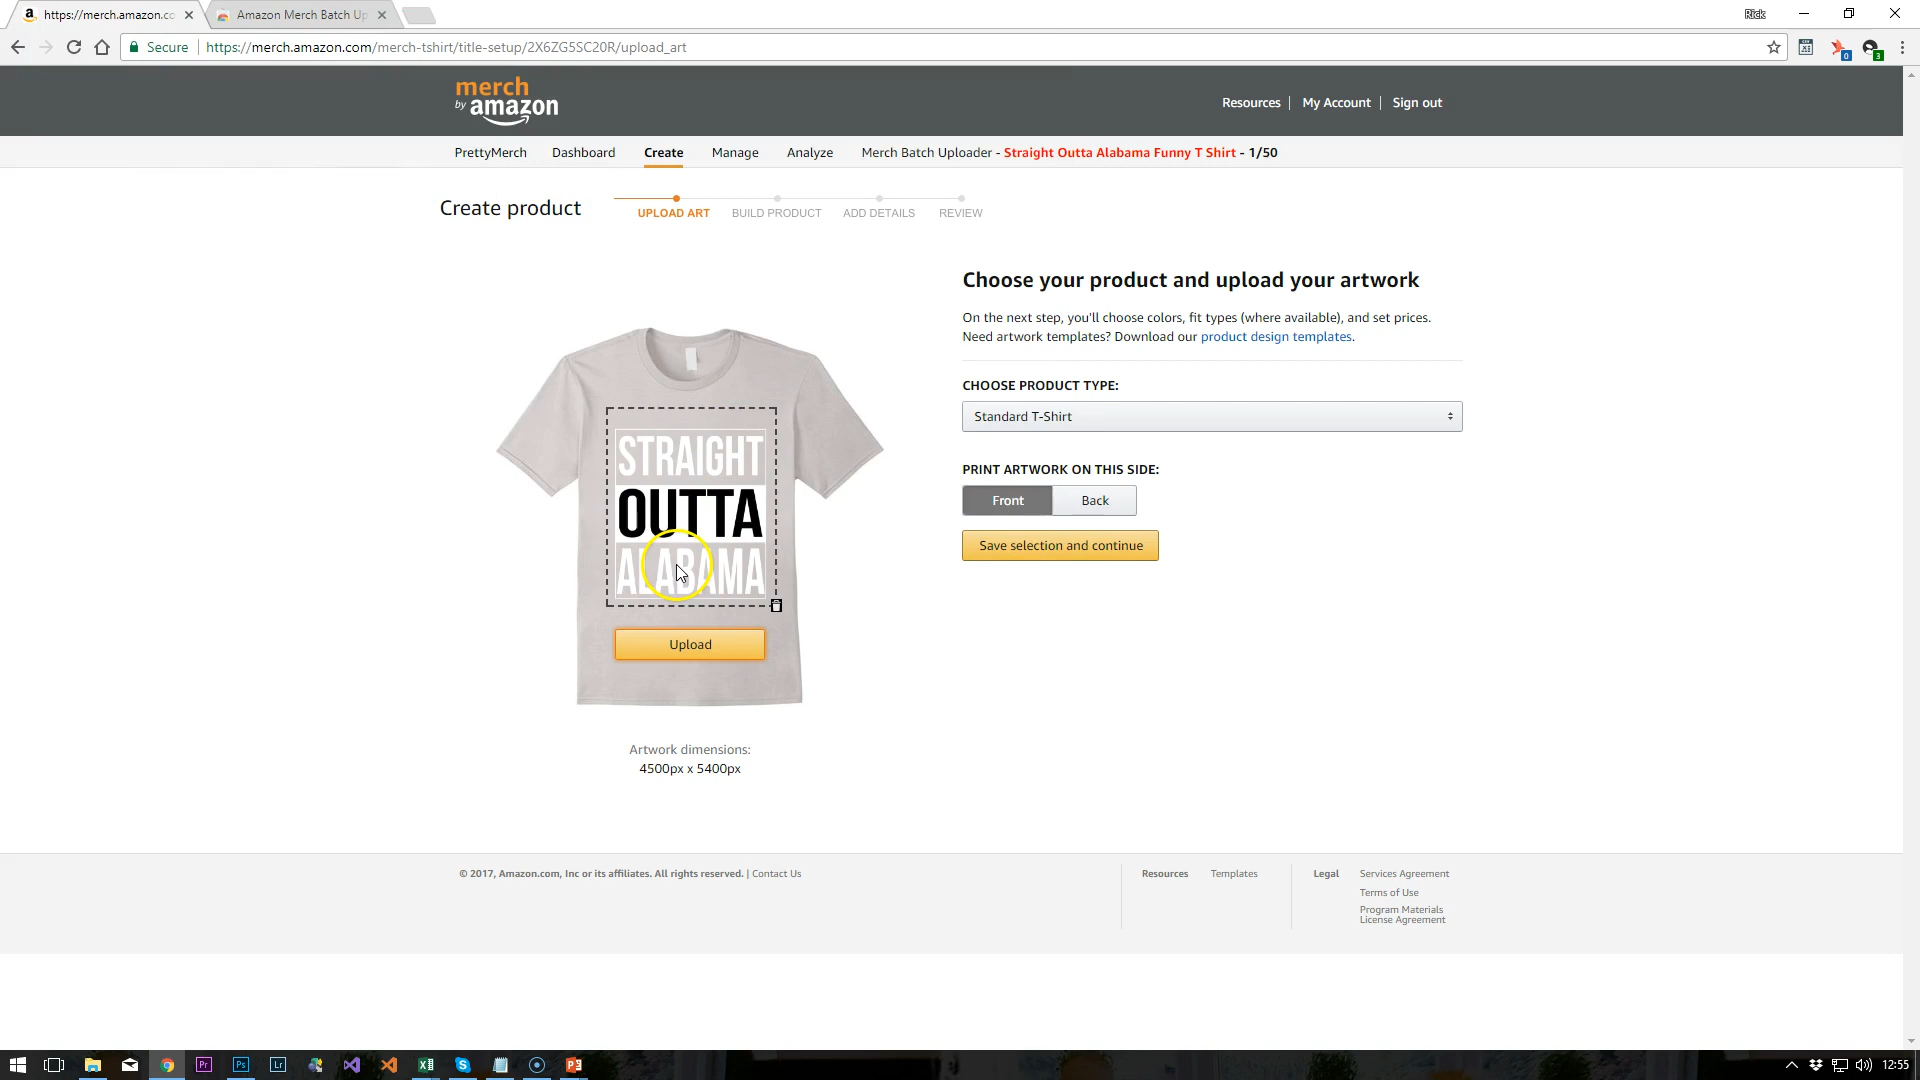 https://merch.amazon.co
Amazon Merch Batch Up
Rick
Secure
https://merch.amazon.com/merch-tshirt/title-setup/2X6ZG5SC20R/upload_art
0
3
merch
by amazon
Resources
My Account
Sign out
PrettyMerch
Dashboard
Create
Manage
Analyze
Merch Batch Uploader - Straight Outta Alabama Funny T Shirt - 1/50
Create product
UPLOAD ART
BUILD PRODUCT
ADD DETAILS
REVIEW
Choose your product and upload your artwork
On the next step, you'll choose colors, fit types (where available), and set prices.
Need artwork templates? Download our product design templates.
CHOOSE PRODUCT TYPE:
Standard T-Shirt
PRINT ARTWORK ON THIS SIDE:
Front
Back
Save selection and continue
STRAIGHT
OUTTA
ALABAMA
Upload
Artwork dimensions:
4500px x 5400px
© 2017, Amazon.com, Inc or its affiliates. All rights reserved. | Contact Us
Resources
Templates
Legal
Services Agreement
Terms of Use
Program Materials
License Agreement
Pr
Ps
Lr
12:55